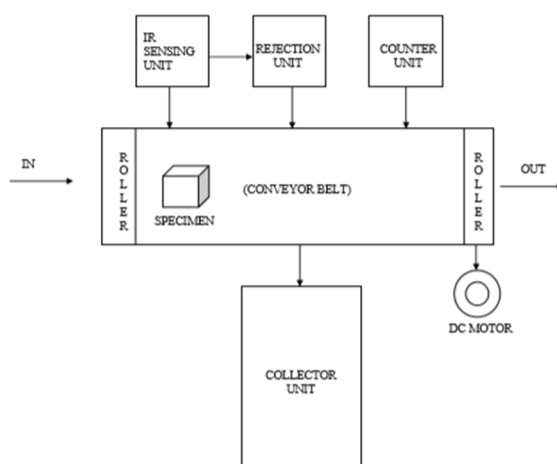 IR
SENSING
UNIT
REJECTION
UNIT
COUNTER
UNIT
IN
R
O
L
L
E
R
SPECIMEN
(CONVEYOR BELT)
R
O
L
L
E
R
OUT
DC MOTOR
COLLECTOR
UNIT